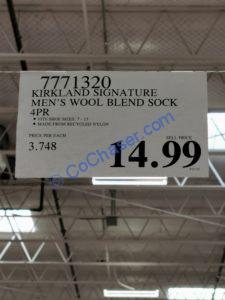 7771320
KIRKLAND SIGNATURE
MEN'S WOOL BLEND SOCK
4PR
• FITS SHOE SIZES: 7 - 13
• MADE FROM RECYCLED NYLON
PRICE PER EACH
SELL PRICE
3.748
14.99
CoChaser.com